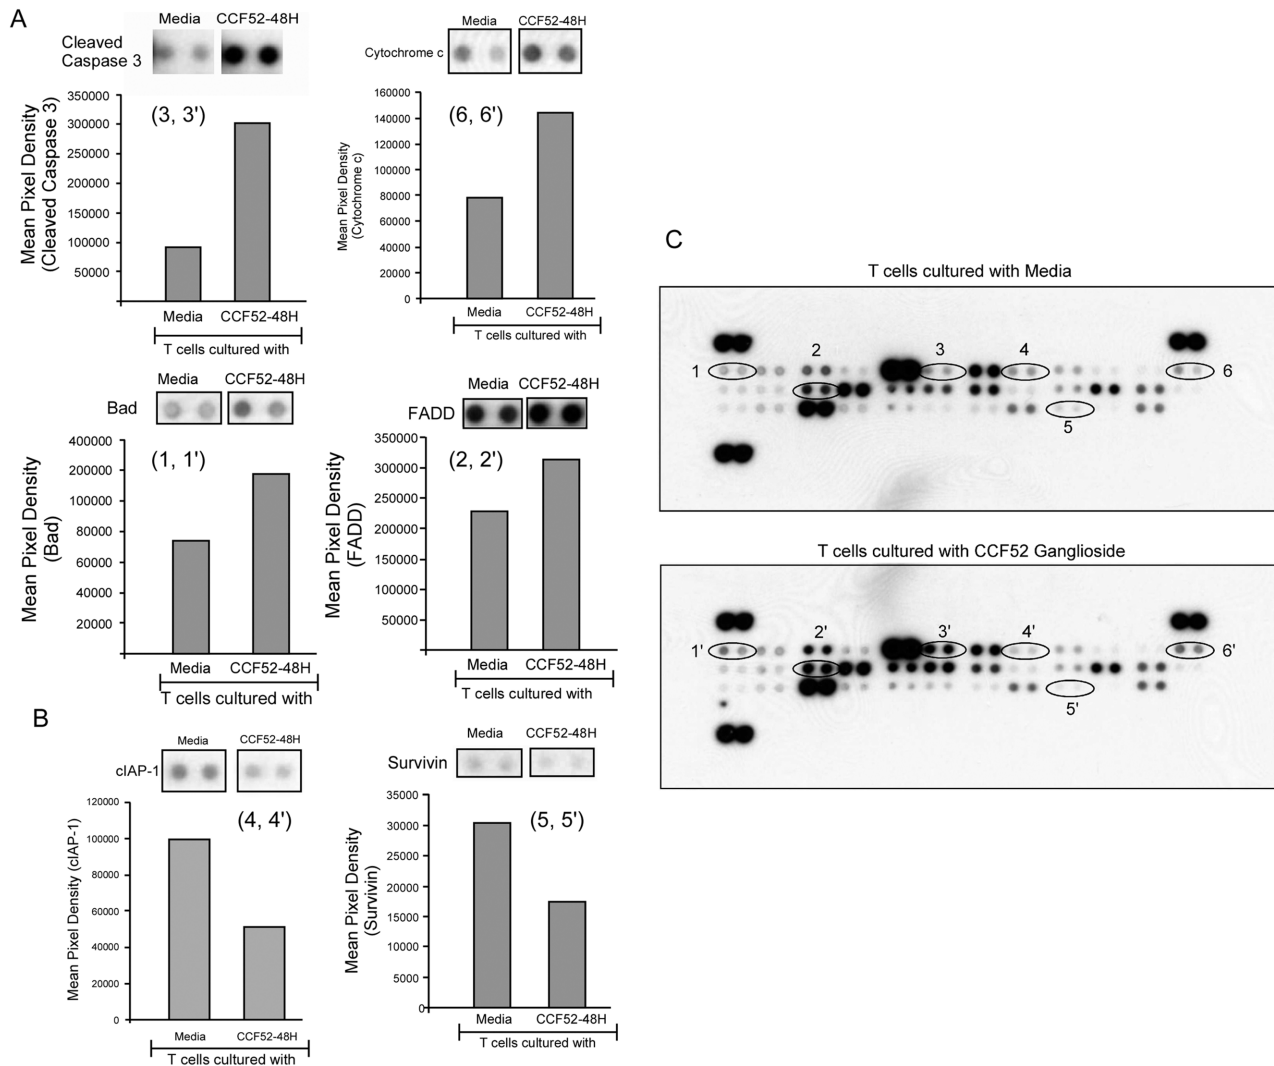 A
Media CCF52-48H
Cleaved
Caspase 3
Mean Pixel Density
(Cleaved Caspase 3)
350000
300000
250000
200000
150000
100000
50000
(3, 3')
Media CCF52-48H
T cells cultured with
Media CCF52-48H
Cytochrome c
Mean Pixel Density
(Cytochrome c)
160000
140000
120000
100000
80000
60000
40000
20000
0
(6, 6')
Media CCF52-48H
T cells cultured with
Media CCF52-48H
Bad
Mean Pixel Density
(Bad)
400000
200000
100000
80000
60000
40000
20000
(1, 1')
Media CCF52-48H
T cells cultured with
Media CCF52-48H
FADD
Mean Pixel Density
(FADD)
350000
300000
250000
200000
150000
100000
50000
(2, 2')
Media CCF52-48H
T cells cultured with
B
Media CCF52-48H
cIAP-1
Mean Pixel Density (cIAP-1)
120000
100000
80000
60000
40000
20000
0
(4, 4')
Media CCF52-48H
T cells cultured with
Media CCF52-48H
Survivin
Mean Pixel Density
(Survivin)
35000
30000
25000
20000
15000
10000
5000
0
(5, 5')
Media CCF52-48H
T cells cultured with
C
T cells cultured with Media
1 2 3 4 5 6
T cells cultured with CCF52 Ganglioside
1' 2' 3' 4' 5' 6'